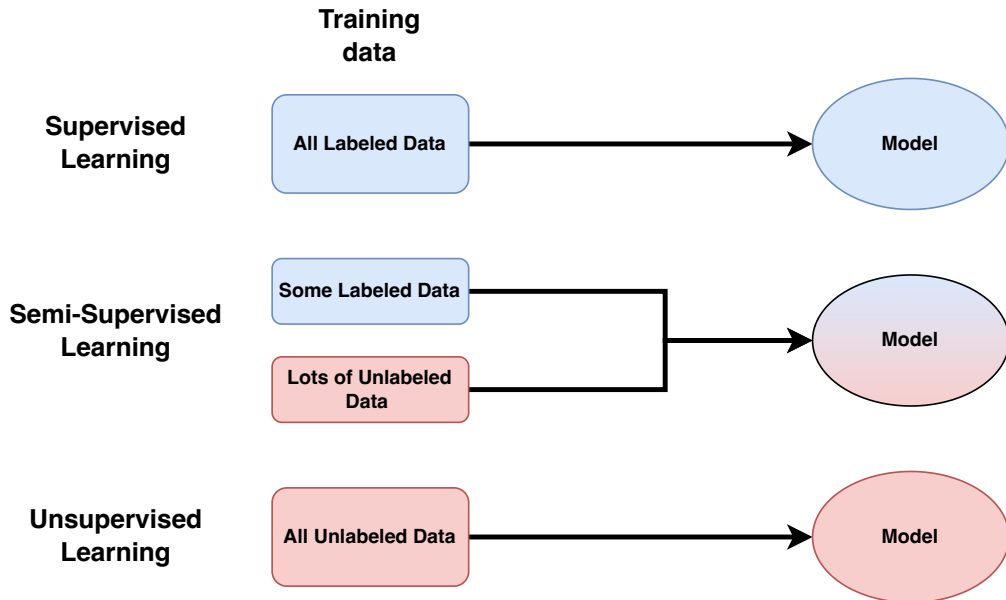 Training
data
Supervised
Learning
All Labeled Data
Model
Semi-Supervised
Learning
Some Labeled Data
Lots of Unlabeled
Data
Model
Unsupervised
Learning
All Unlabeled Data
Model